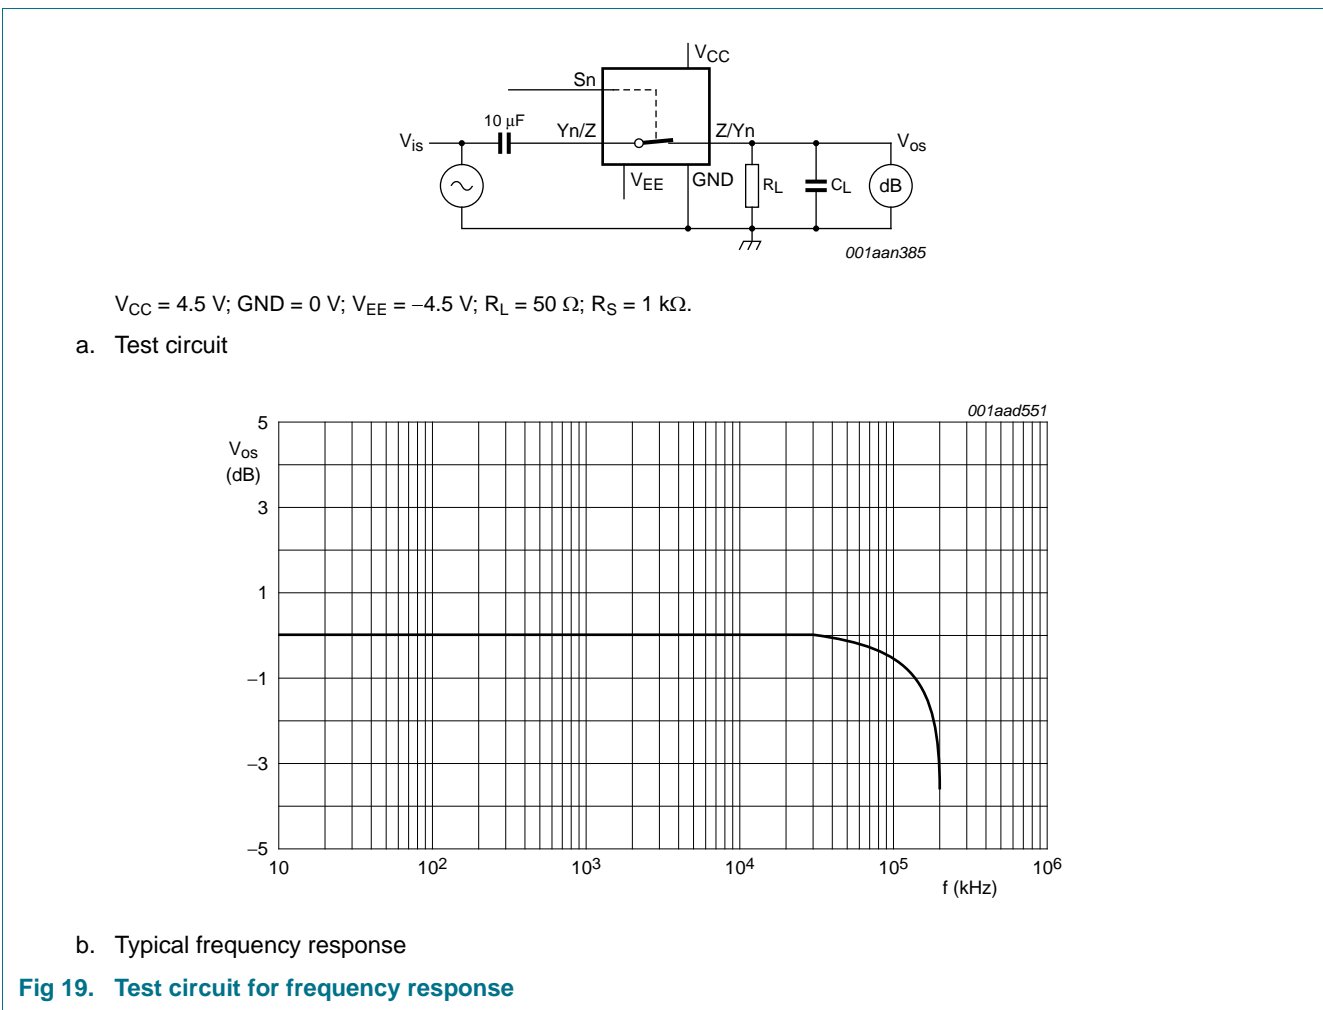 VCC
Sn
10 μF
Yn/Z
Z/Yn
Vis
Vos
VEE
GND
RL
CL
dB
001aan385
VCC = 4.5 V; GND = 0 V; VEE = −4.5 V; RL = 50 Ω; RS = 1 kΩ.
a. Test circuit
001aad551
5
Vos
(dB)
3
1
−1
−3
−5
10 10² 10³ 10⁴ 10⁵ 10⁶
f (kHz)
b. Typical frequency response
Fig 19. Test circuit for frequency response